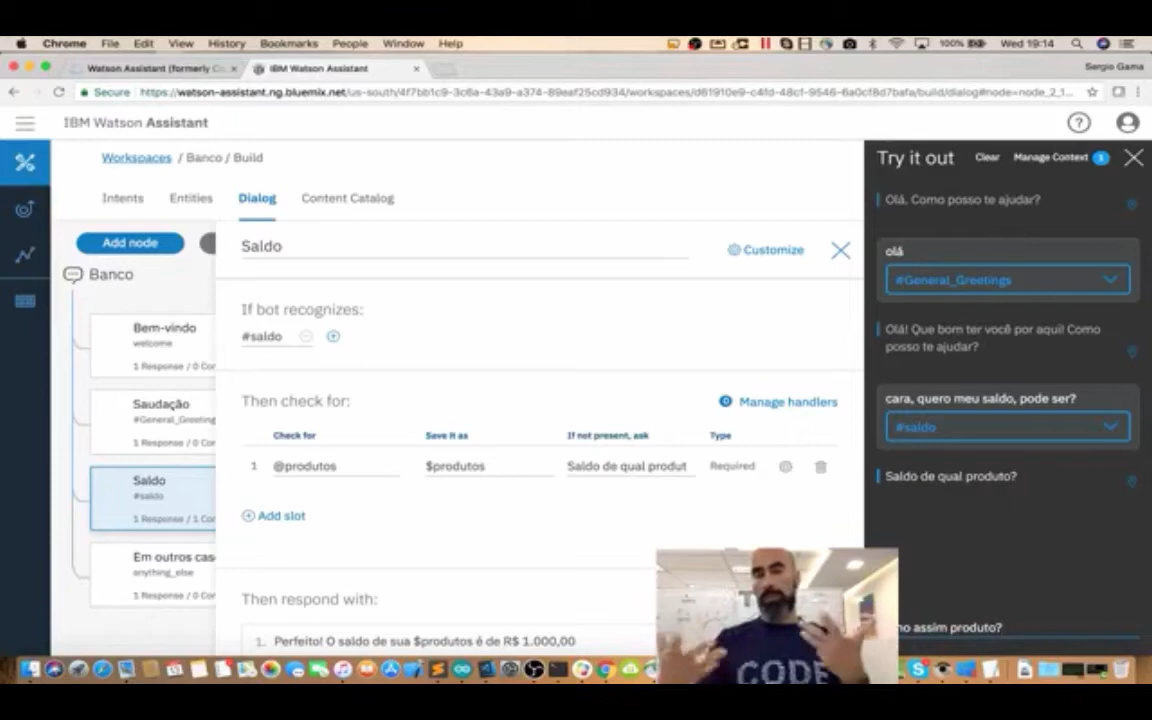 Chrome File Edit View History Bookmarks People Window Help
100% Wed 19:14
Watson Assistant (formerly Co
IBM Watson Assistant
Sergio Gama
Secure https://watson-assistant.ng.bluemix.net/us-south/4f7bb1c9-3c6a-43a9-a374-89eaf25cd934/workspaces/d61910e9-c4fd-48cf-9546-6a0cf8d7bafa/build/dialog#node=node_2_1...
IBM Watson Assistant
Workspaces / Banco / Build
Intents Entities Dialog Content Catalog
Add node
Banco
Bem-vindo
welcome
1 Response / 0 Cor
Saudação
#General_Greeting
1 Response / 0 Cor
Saldo
#saldo
1 Response / 1 Cor
Em outros cas
anything_else
1 Response / 0 Cor
Saldo
Customize
If bot recognizes:
#saldo
Then check for:
Manage handlers
Check for Save it as If not present, ask Type
1 @produtos $produtos Saldo de qual produt Required
Add slot
Then respond with:
1. Perfeito! O saldo de sua $produtos é de R$ 1.000,00
Try it out Clear Manage Context 1
Olá. Como posso te ajudar?
olá
#General_Greetings
Olá! Que bom ter você por aqui! Como
posso te ajudar?
cara, quero meu saldo, pode ser?
#saldo
Saldo de qual produto?
mo assim produto?
CODE